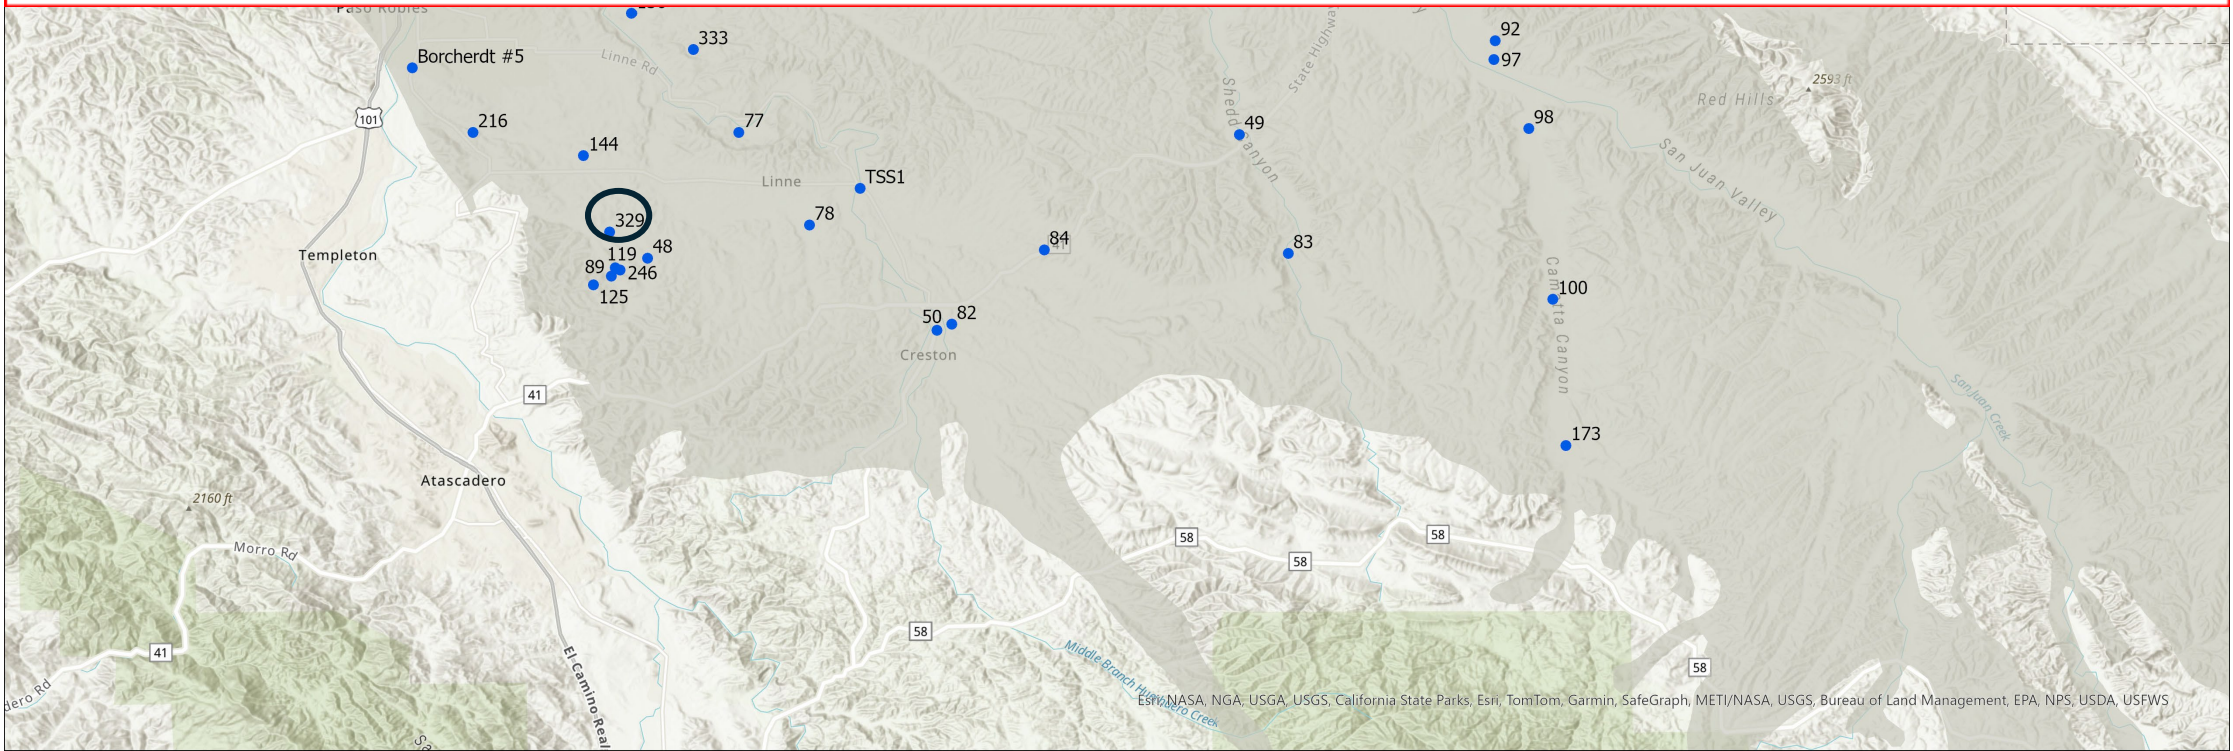 Paso Robles
333
92
97
Borcherdt #5
Linne Rd
State Highway
2593 ft
Red Hills
101
216
144
77
49
98
Shedd Canyon
San Juan Valley
Linne
TSS1
329
78
84
41
83
48
119
89
246
125
Templeton
Camatta Canyon
100
50
82
Creston
41
San Juan Creek
173
Atascadero
2160 ft
Morro Rd
58
58
58
58
41
58
El Camino Real
Middle Branch Huerhuero Creek
Esri, NASA, NGA, USGA, USGS, California State Parks, Esri, TomTom, Garmin, SafeGraph, METI/NASA, USGS, Bureau of Land Management, EPA, NPS, USDA, USFWS
dero Rd